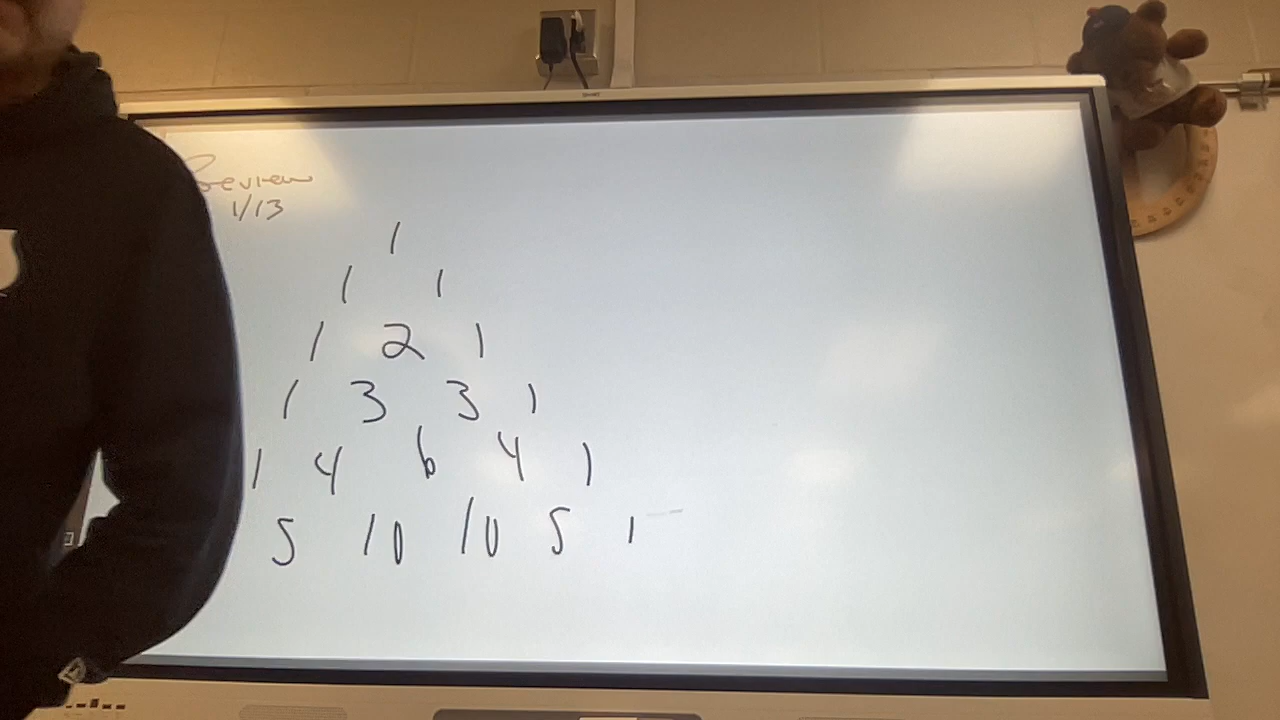 Review
1/13
1
1 1
1 2 1
1 3 3 1
1 4 6 4 1
5 10 10 5 1